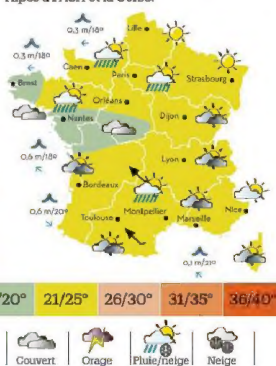 Alpes à l'Est et la Corse.
0,3 m/18°
Lille
0,3 m/18°
Caen
Paris
Strasbourg
Brest
Orléans
Nantes
Dijon
0,6 m/18°
Lyon
Bordeaux
0,6 m/20°
Toulouse
Montpellier
Marseille
Nice
0,1 m/21°
/20°
21/25°
26/30°
31/35°
36/40°
Couvert
Orage
Pluie/neige
Neige